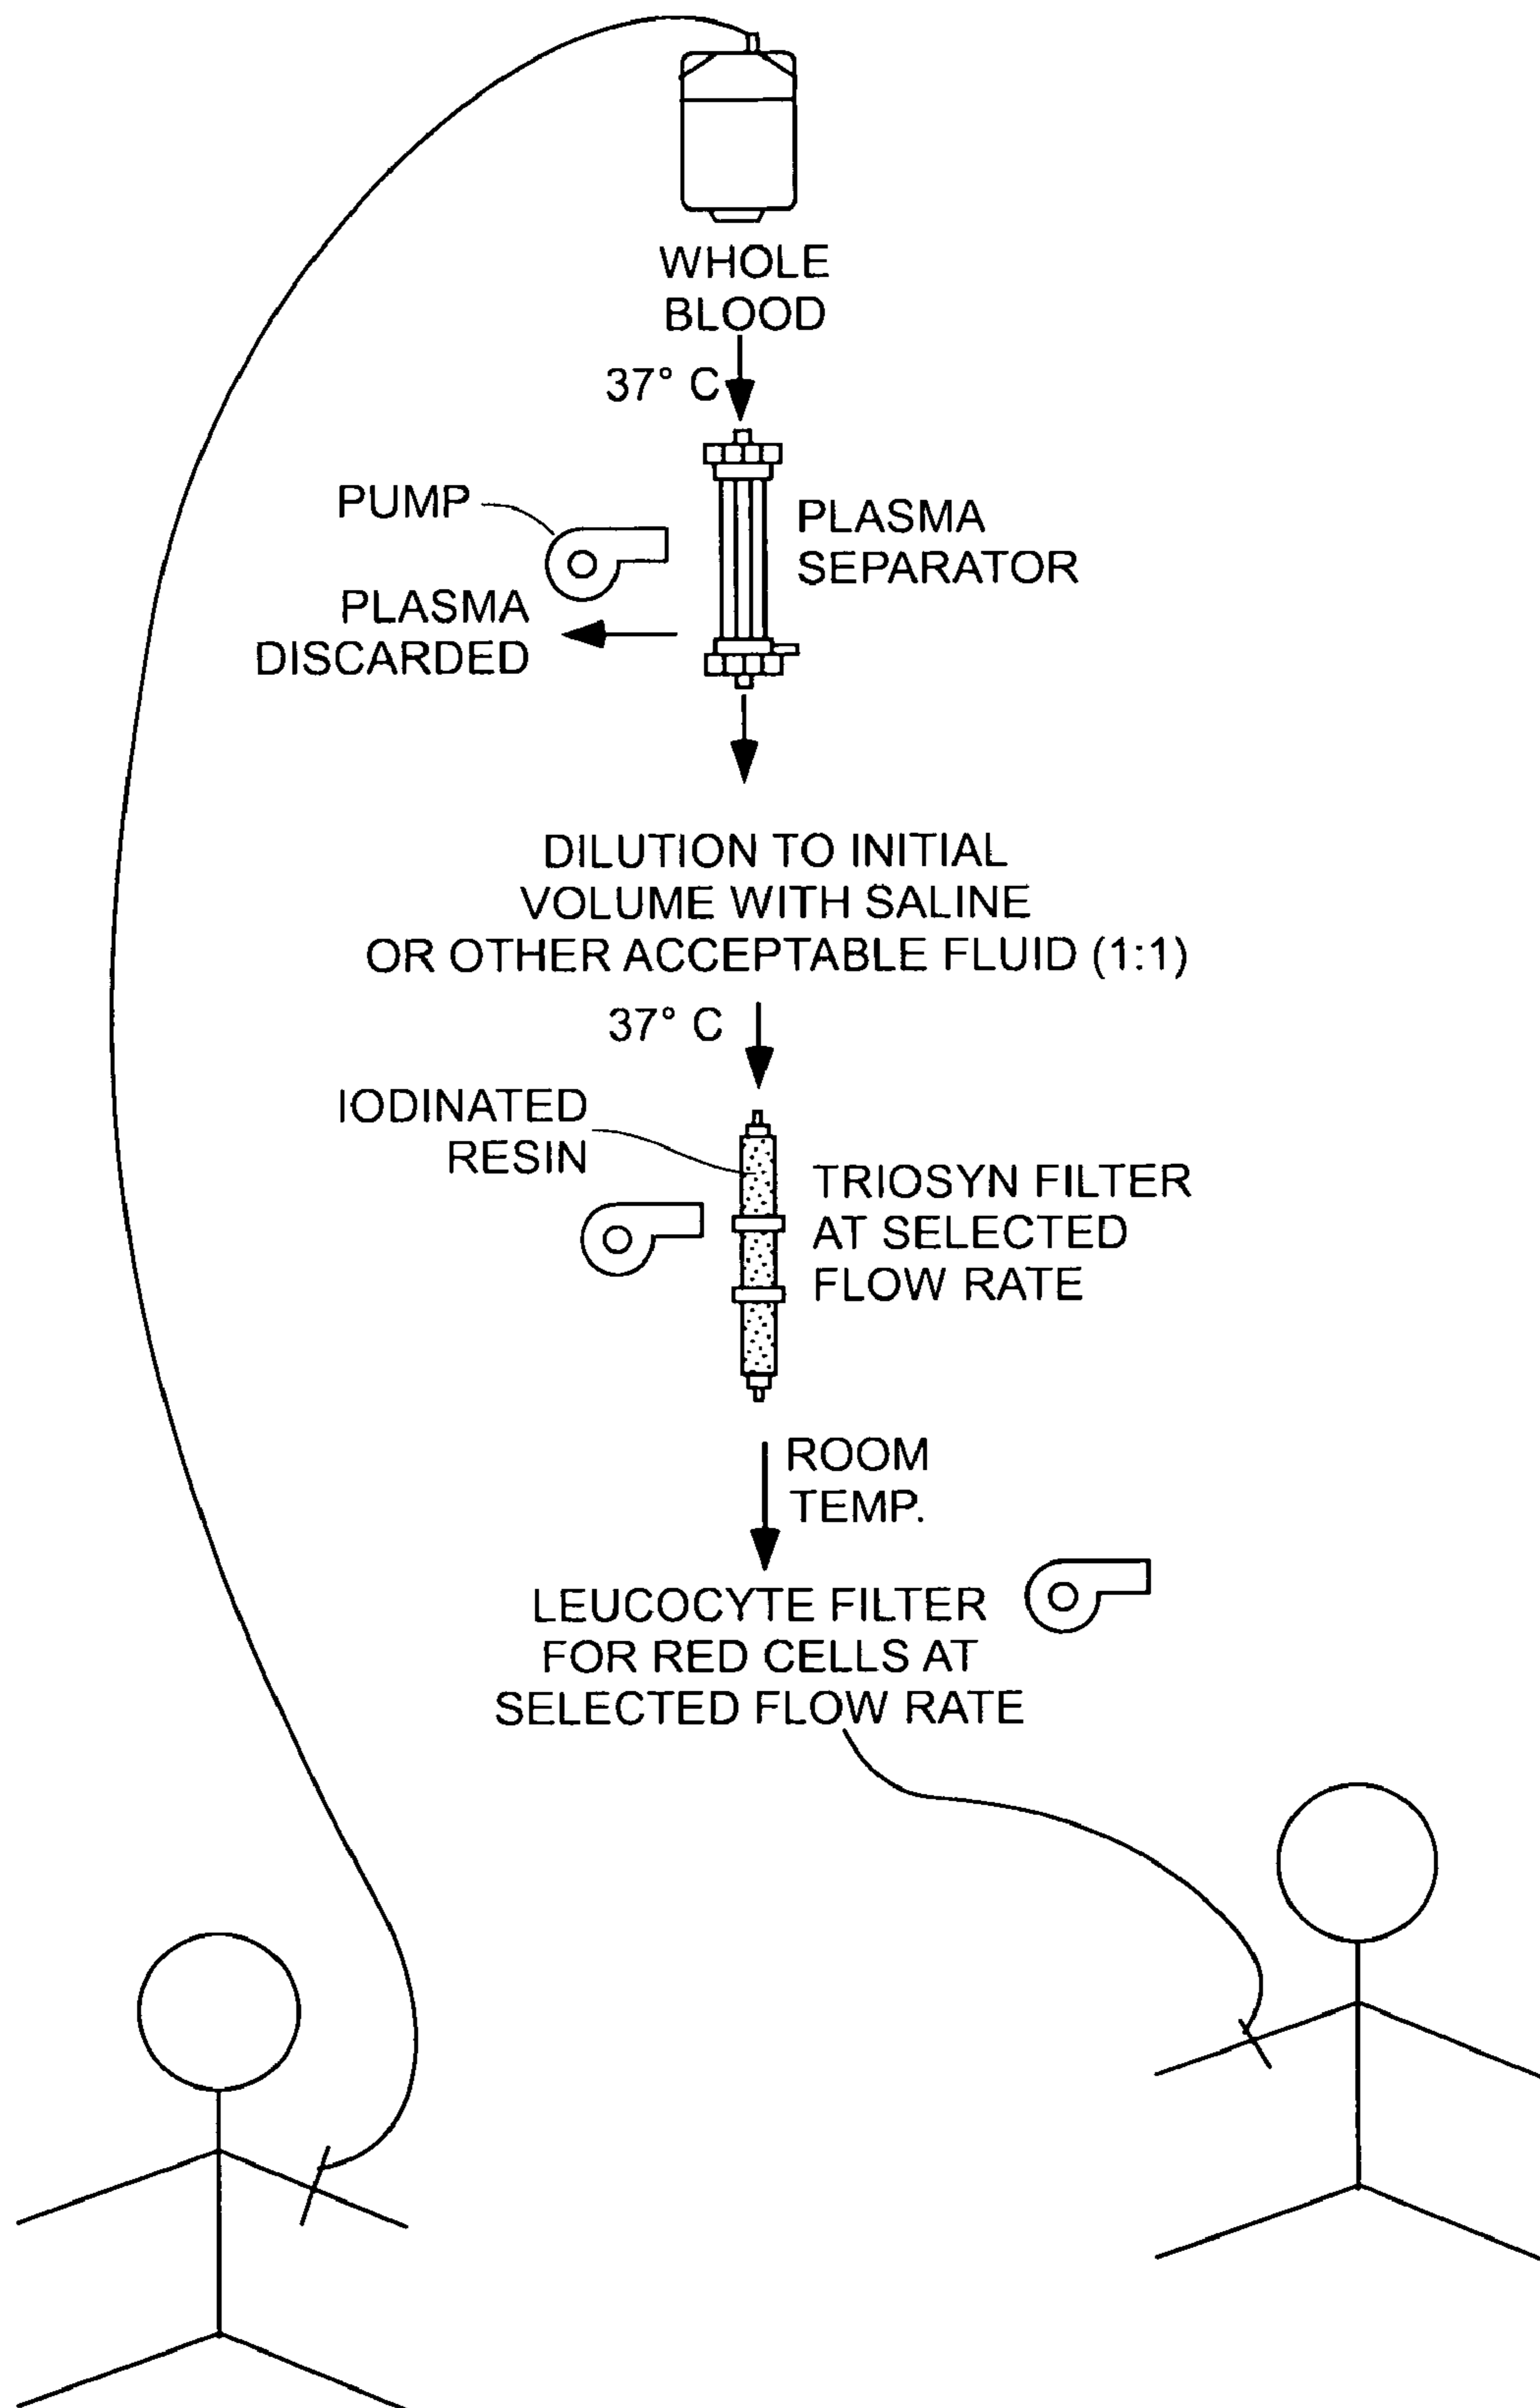 WHOLE
BLOOD
37° C
PUMP
PLASMA
SEPARATOR
PLASMA
DISCARDED
DILUTION TO INITIAL
VOLUME WITH SALINE
OR OTHER ACCEPTABLE FLUID (1:1)
37° C
IODINATED
RESIN
TRIOSYN FILTER
AT SELECTED
FLOW RATE
ROOM
TEMP.
LEUCOCYTE FILTER
FOR RED CELLS AT
SELECTED FLOW RATE